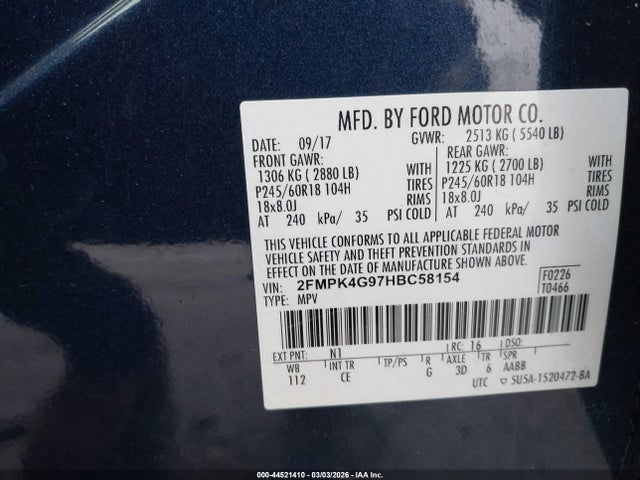 MFD. BY FORD MOTOR CO.
DATE: 09/17 GVWR: 2513 KG ( 5540 LB)
FRONT GAWR: REAR GAWR:
1306 KG ( 2880 LB) WITH 1225 KG ( 2700 LB) WITH
P245/60R18 104H TIRES P245/60R18 104H TIRES
18x8.0J RIMS 18x8.0J RIMS
AT 240 kPa/ 35 PSI COLD AT 240 kPa/ 35 PSI COLD
THIS VEHICLE CONFORMS TO ALL APPLICABLE FEDERAL MOTOR
VEHICLE SAFETY AND THEFT PREVENTION STANDARDS IN
EFFECT ON THE DATE OF MANUFACTURE SHOWN ABOVE.
VIN: 2FMPK4G97HBC58154 F0226
TYPE: MPV T0466
EXT PNT: N1 RC: 16 DSO:
WB INT TR TP/PS R AXLE TR SPR
112 CE G 3D 6 AABB
UTC ▽ 5U5A-1520472-BA
000-44521410 | 03/03/2026 - IAA Inc.